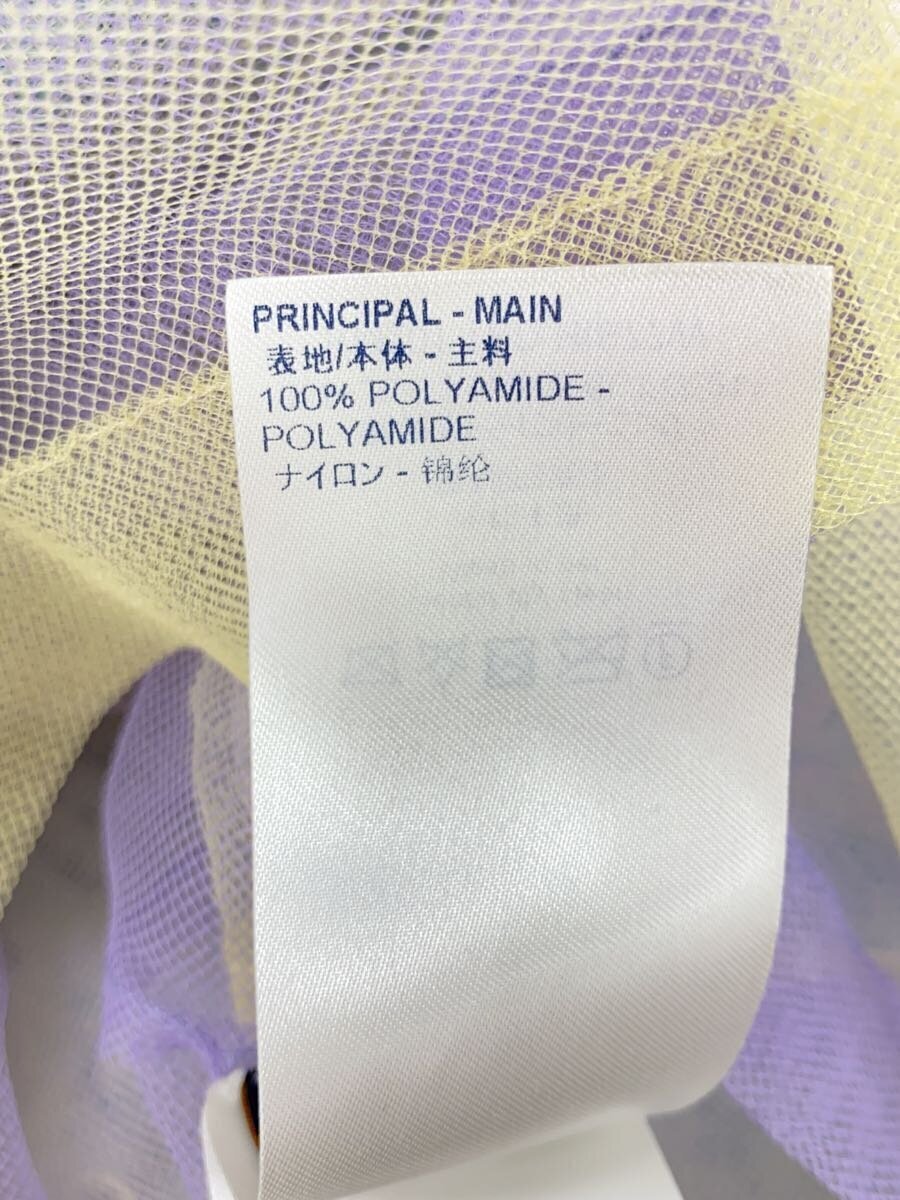 PRINCIPAL - MAIN
表地/本体 - 主料
100% POLYAMIDE -
POLYAMIDE
ナイロン - 锦纶